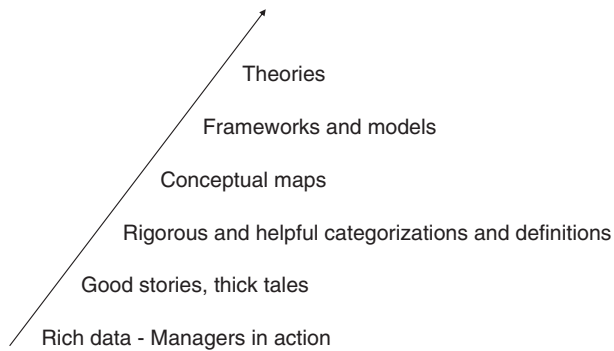 Theories
Frameworks and models
Conceptual maps
Rigorous and helpful categorizations and definitions
Good stories, thick tales
Rich data - Managers in action